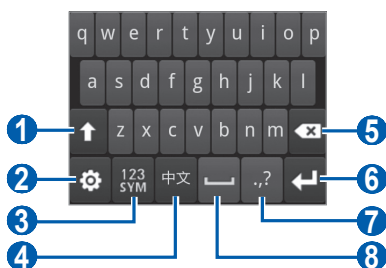 q w e r t y u i o p
a s d f g h j k l
1 z x c v b n m 5
2 123 SYM 中文 .,? 6
3 7
4 8